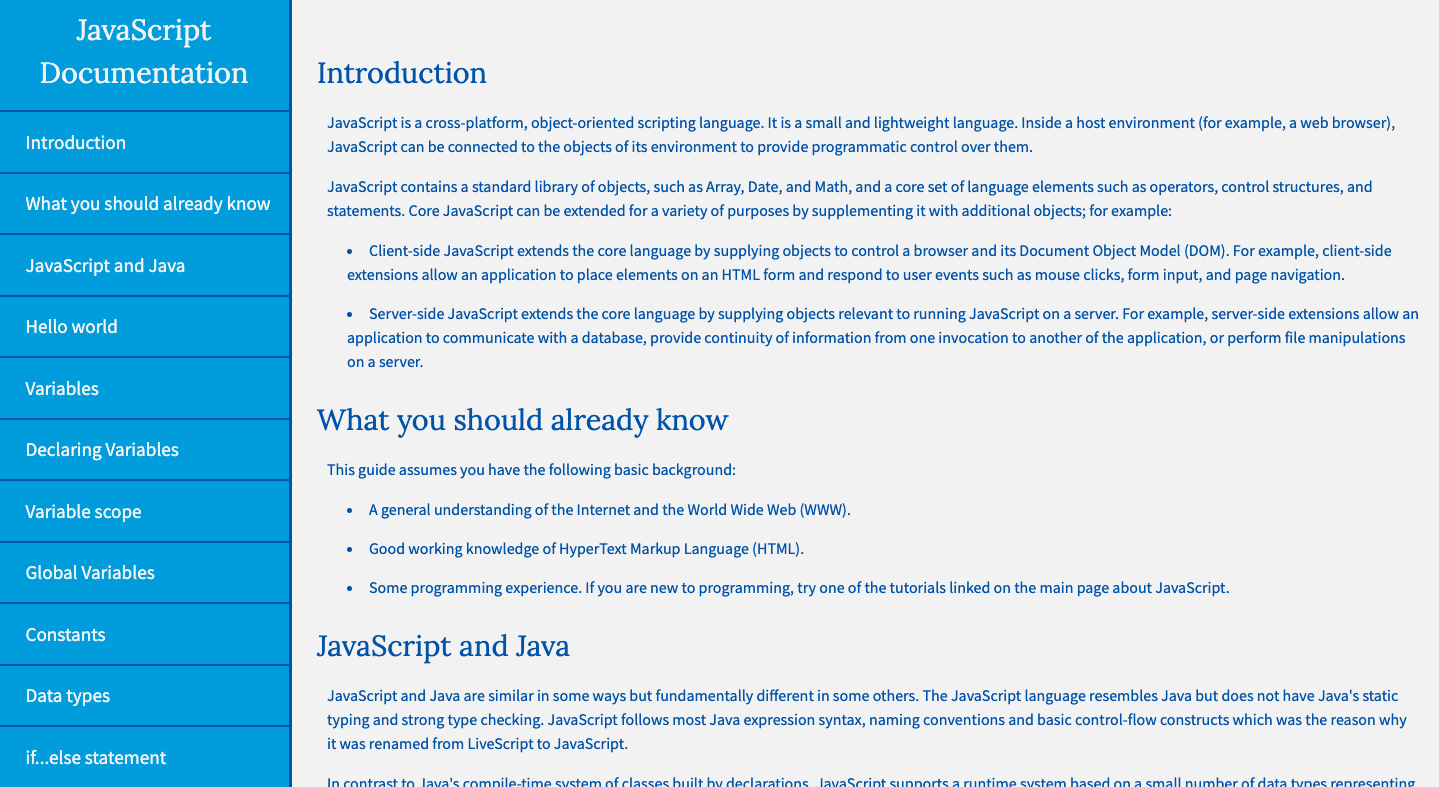 JavaScript
Documentation
Introduction
What you should already know
JavaScript and Java
Hello world
Variables
Declaring Variables
Variable scope
Global Variables
Constants
Data types
if...else statement
Introduction
JavaScript is a cross-platform, object-oriented scripting language. It is a small and lightweight language. Inside a host environment (for example, a web browser),
JavaScript can be connected to the objects of its environment to provide programmatic control over them.
JavaScript contains a standard library of objects, such as Array, Date, and Math, and a core set of language elements such as operators, control structures, and
statements. Core JavaScript can be extended for a variety of purposes by supplementing it with additional objects; for example:
• Client-side JavaScript extends the core language by supplying objects to control a browser and its Document Object Model (DOM). For example, client-side
extensions allow an application to place elements on an HTML form and respond to user events such as mouse clicks, form input, and page navigation.
• Server-side JavaScript extends the core language by supplying objects relevant to running JavaScript on a server. For example, server-side extensions allow an
application to communicate with a database, provide continuity of information from one invocation to another of the application, or perform file manipulations
on a server.
What you should already know
This guide assumes you have the following basic background:
• A general understanding of the Internet and the World Wide Web (WWW).
• Good working knowledge of HyperText Markup Language (HTML).
• Some programming experience. If you are new to programming, try one of the tutorials linked on the main page about JavaScript.
JavaScript and Java
JavaScript and Java are similar in some ways but fundamentally different in some others. The JavaScript language resembles Java but does not have Java's static
typing and strong type checking. JavaScript follows most Java expression syntax, naming conventions and basic control-flow constructs which was the reason why
it was renamed from LiveScript to JavaScript.
In contrast to Java's compile-time system of classes built by declarations, JavaScript supports a runtime system based on a small number of data types representing